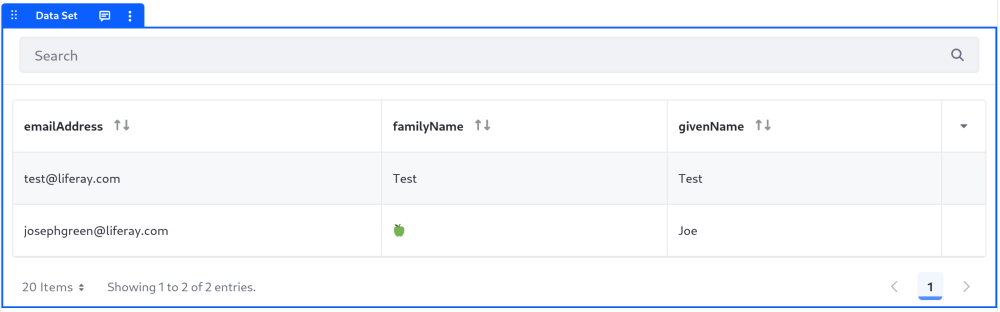 Data Set
Search
emailAddress familyName givenName
test@liferay.com Test Test
josephgreen@liferay.com 🍏 Joe
20 Items Showing 1 to 2 of 2 entries. 1